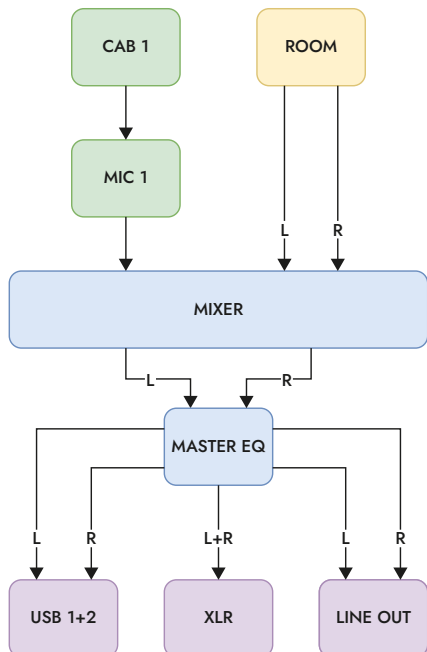 CAB 1
ROOM
MIC 1
L
R
MIXER
L
R
MASTER EQ
L
R
L+R
L
R
USB 1+2
XLR
LINE OUT